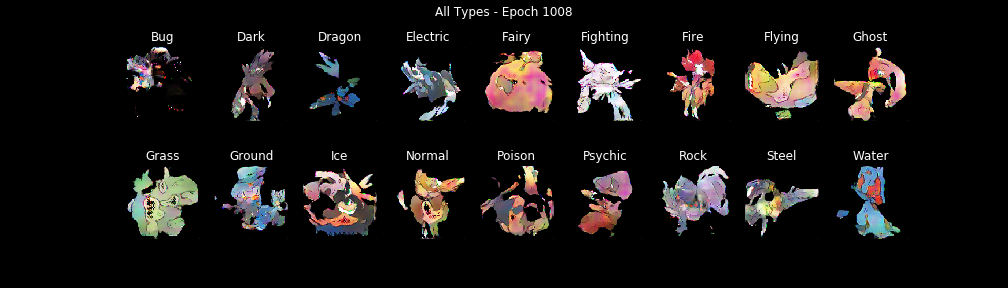 All Types - Epoch 1008
Bug Dark Dragon Electric Fairy Fighting Fire Flying Ghost
Grass Ground Ice Normal Poison Psychic Rock Steel Water